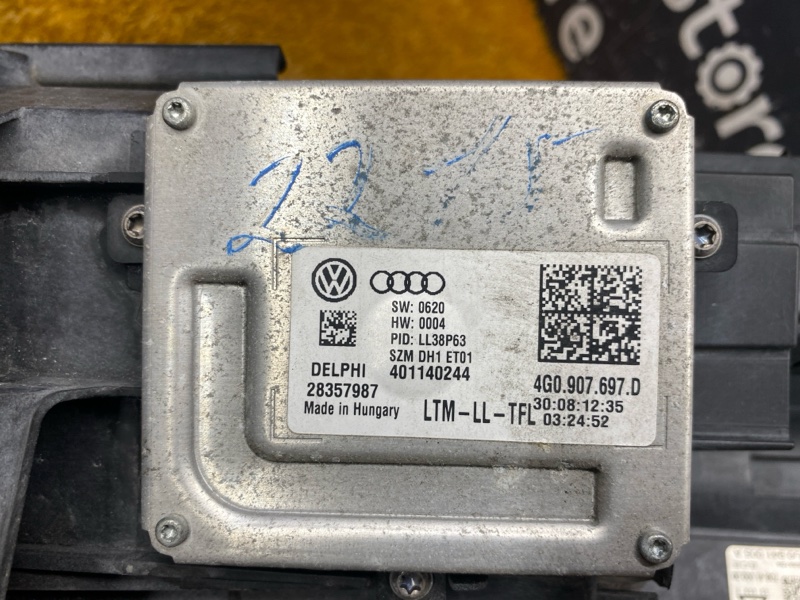 SW: 0620
HW: 0004
PID: LL38P63
SZM DH1 ET01
DELPHI 401140244
28357987
Made in Hungary
LTM-LL-TFL
4G0.907.697.D
30:08:12:35
03:24:52